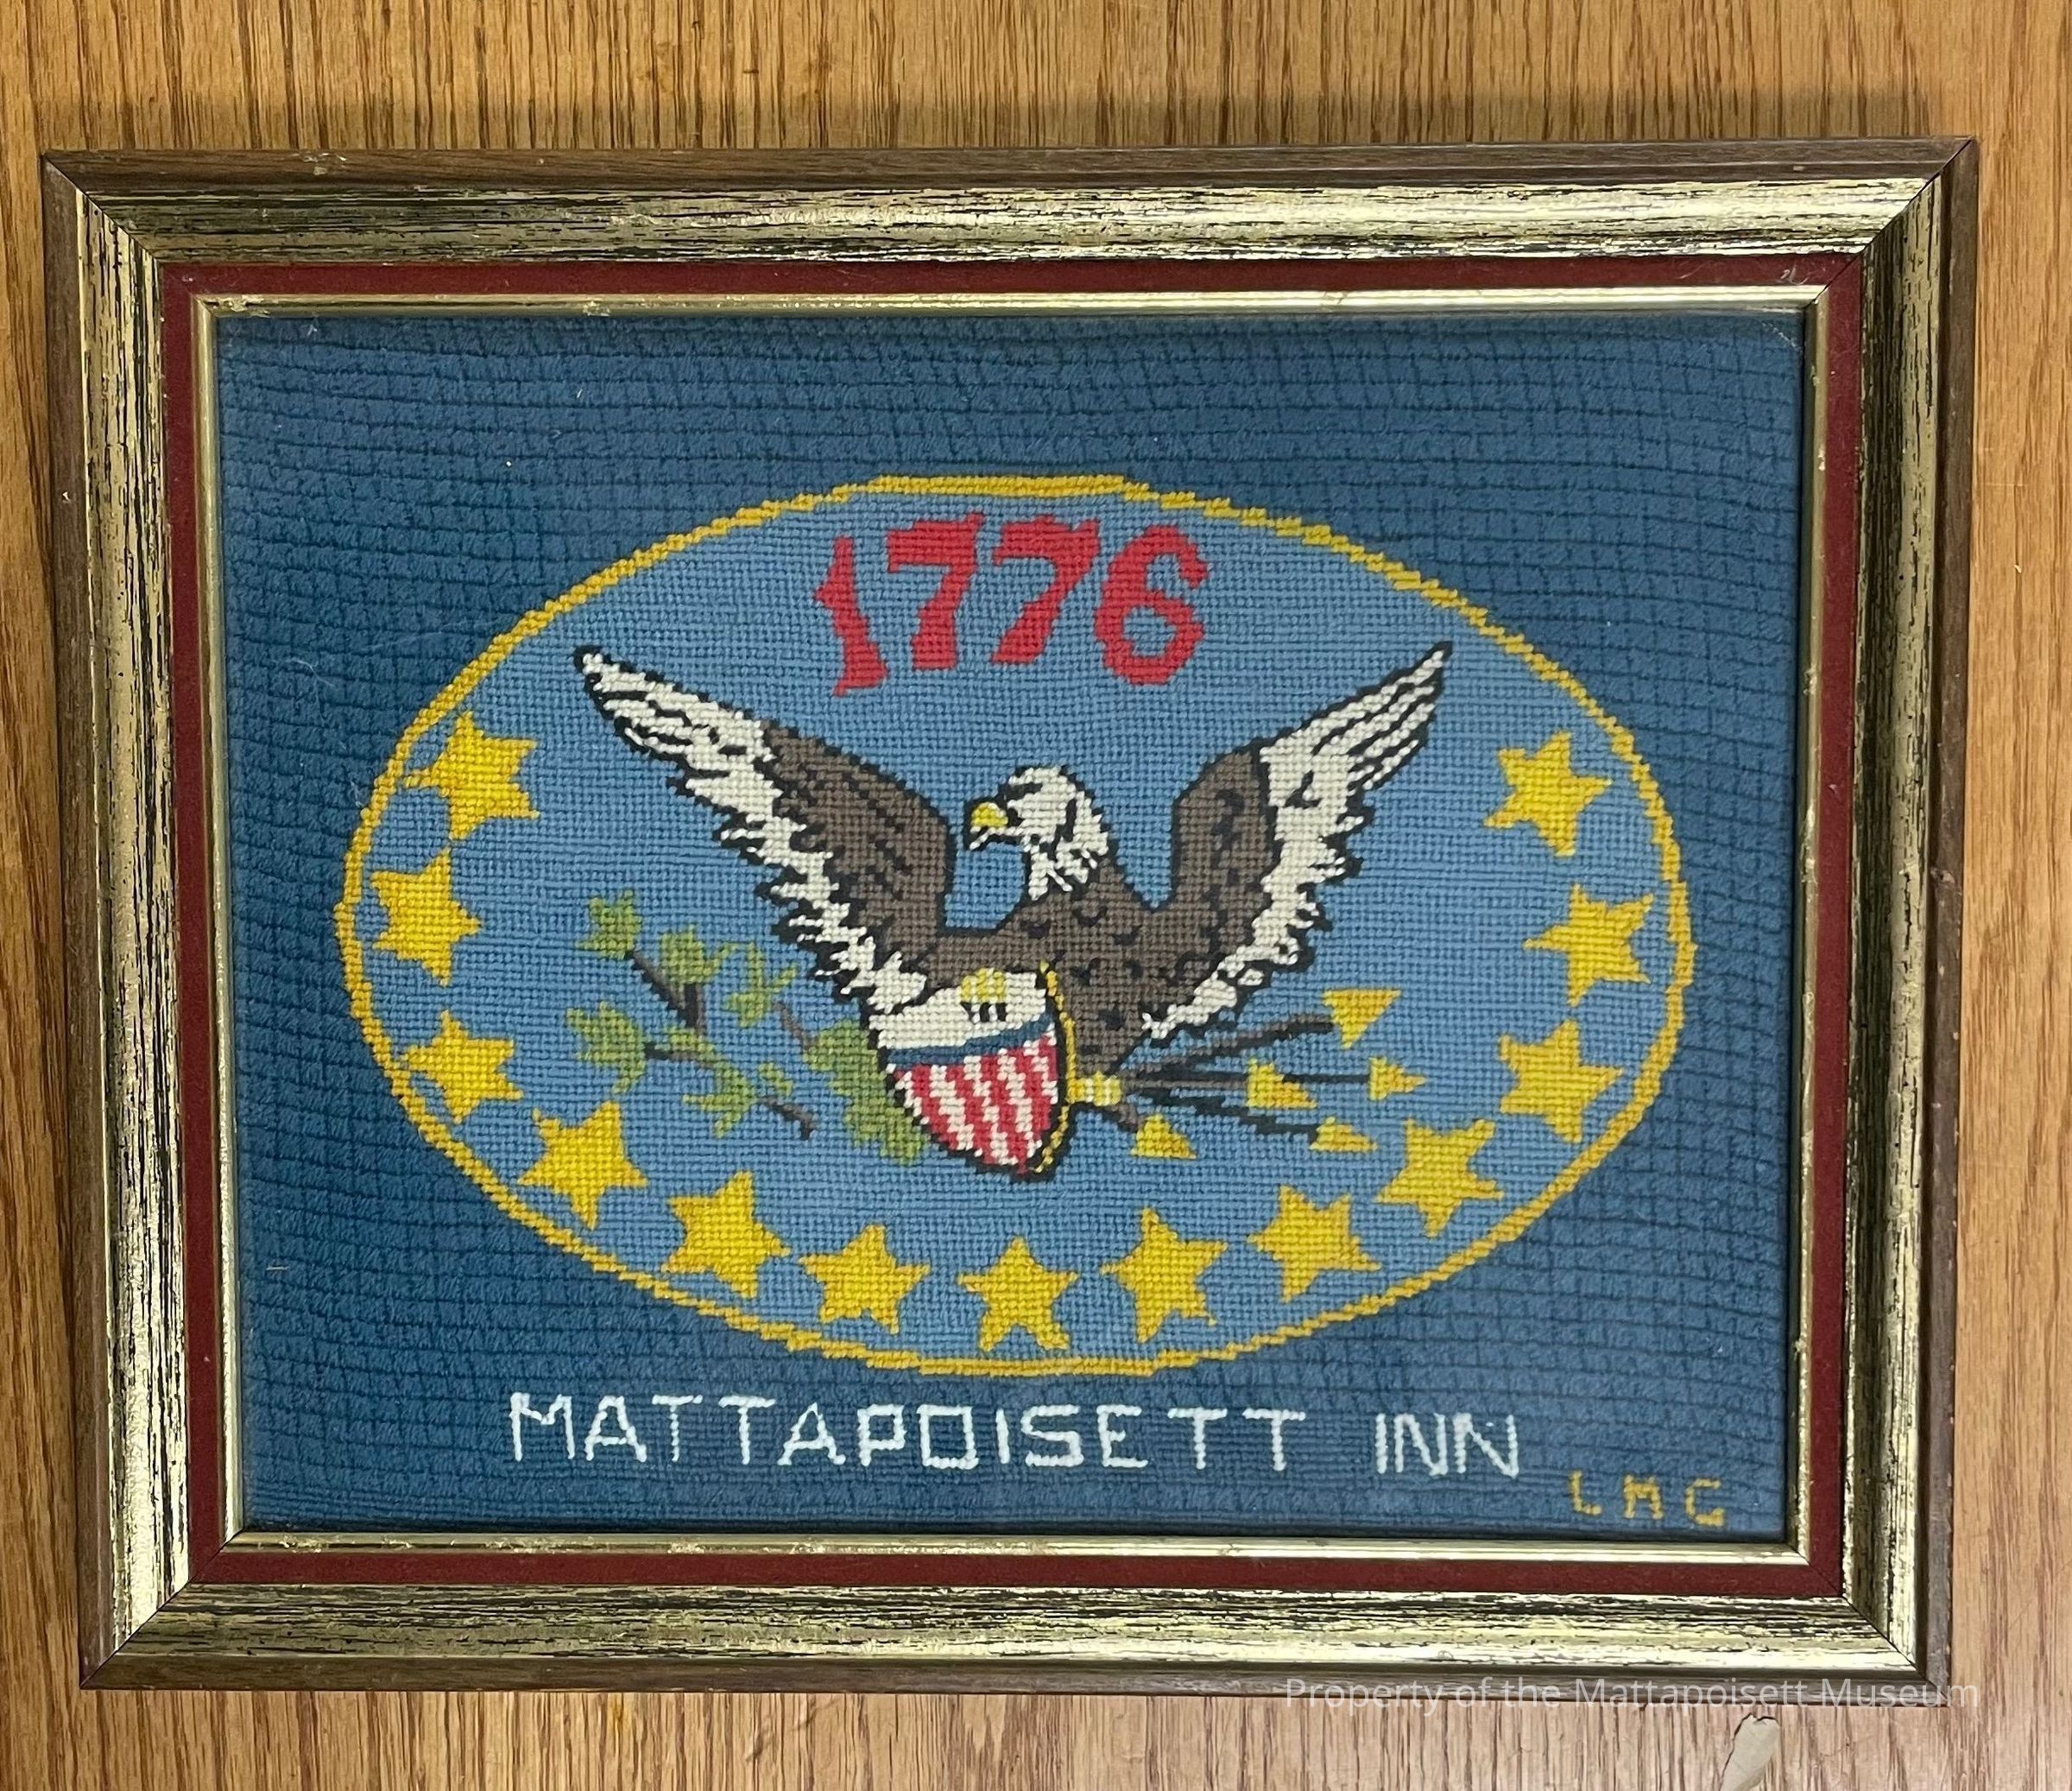 1776
MATTAPOISETT INN
LMG
Property of the Mattapoisett Museum